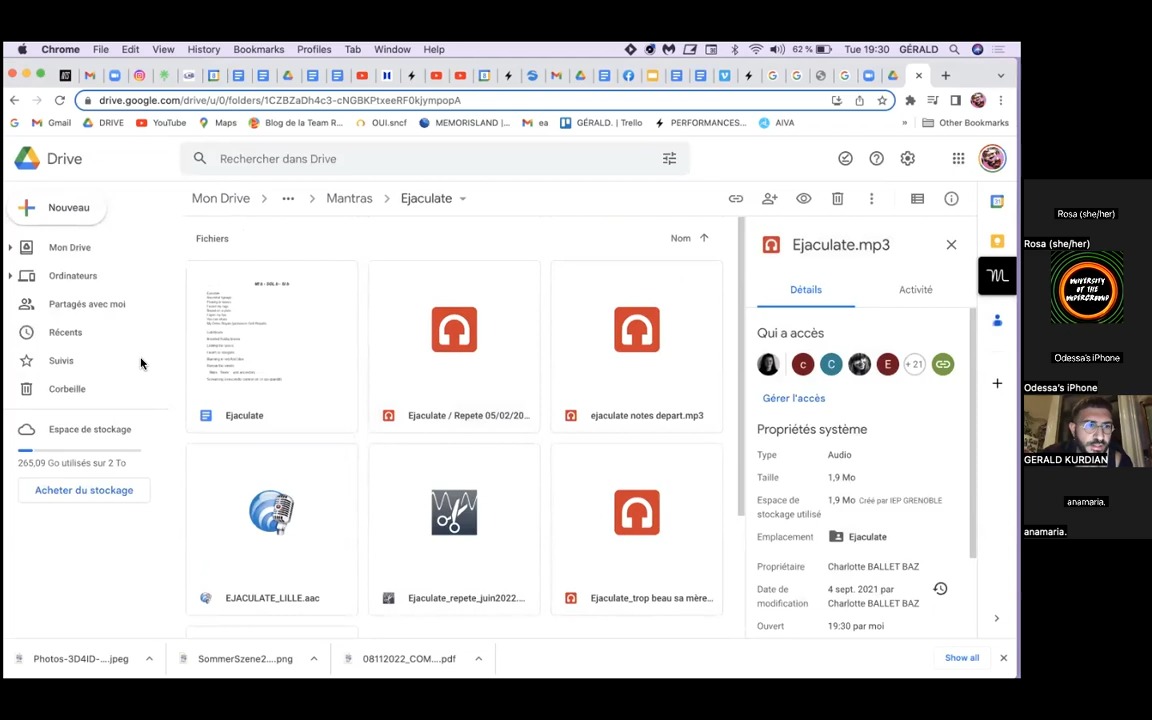 Chrome File Edit View History Bookmarks Profiles Tab Window Help 62 % Tue 19:30 GÉRALD
drive.google.com/drive/u/0/folders/1CZBZaDh4c3-cNGBKPtxeeRF0kjympopA
Gmail DRIVE YouTube Maps Blog de la Team R... OUI.sncf MEMORISLAND |... ea GÉRALD. | Trello PERFORMANCES... AIVA » Other Bookmarks
Drive
Rechercher dans Drive
Nouveau
Mon Drive
Ordinateurs
Partagés avec moi
Récents
Suivis
Corbeille
Espace de stockage
265,09 Go utilisés sur 2 To
Acheter du stockage
Mon Drive > ... > Mantras > Ejaculate
Fichiers
Nom
Ejaculate
Ejaculate / Repete 05/02/20...
ejaculate notes depart.mp3
EJACULATE_LILLE.aac
Ejaculate_repete_juin2022....
Ejaculate_trop beau sa mère...
Ejaculate.mp3
Détails
Activité
Qui a accès
c C E +21
Gérer l'accès
Propriétés système
Type Audio
Taille 1,9 Mo
Espace de stockage utilisé 1,9 Mo Créé par IEP GRENOBLE
Emplacement Ejaculate
Propriétaire Charlotte BALLET BAZ
Date de modification 4 sept. 2021 par Charlotte BALLET BAZ
Ouvert 19:30 par moi
Photos-3D4ID-...jpeg
SommerSzene2....png
08112022_COM....pdf
Show all
Rosa (she/her)
Rosa (she/her)
UNIVERSITY
OF THE
UNDERGROUND
Odessa's iPhone
Odessa's iPhone
GERALD KURDIAN
anamaria.
anamaria.